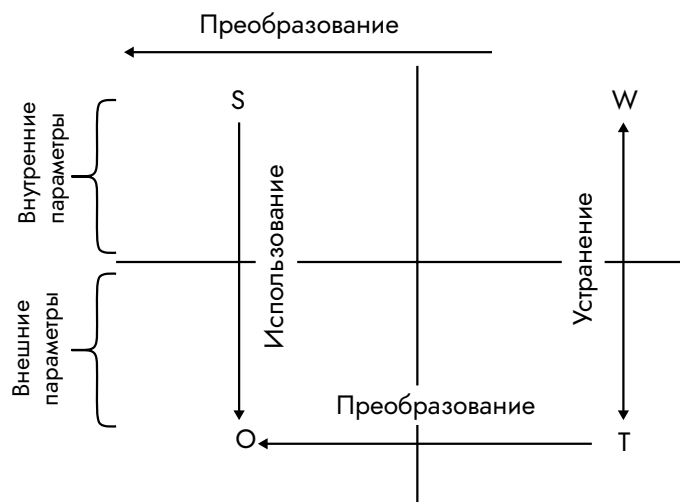 Преобразование
S
W
Внутренние
параметры
Использование
Устранение
Внешние
параметры
Преобразование
O
T